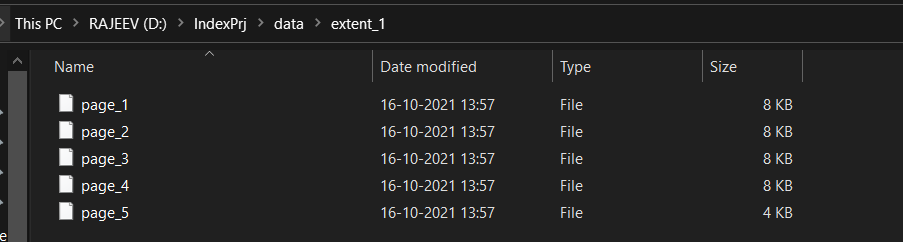 This PC > RAJEEV (D:) > IndexPrj > data > extent_1
Name Date modified Type Size
page_1 16-10-2021 13:57 File 8 KB
page_2 16-10-2021 13:57 File 8 KB
page_3 16-10-2021 13:57 File 8 KB
page_4 16-10-2021 13:57 File 8 KB
page_5 16-10-2021 13:57 File 4 KB
e